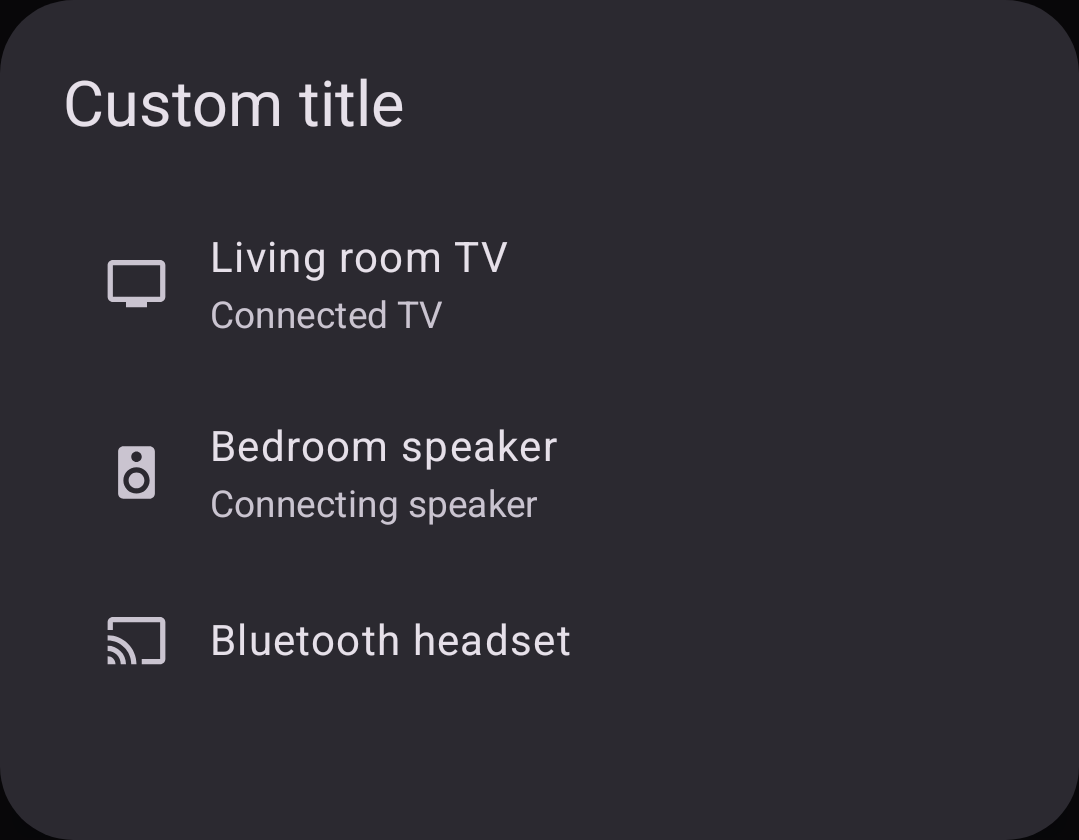 Custom title
Living room TV
Connected TV
Bedroom speaker
Connecting speaker
Bluetooth headset